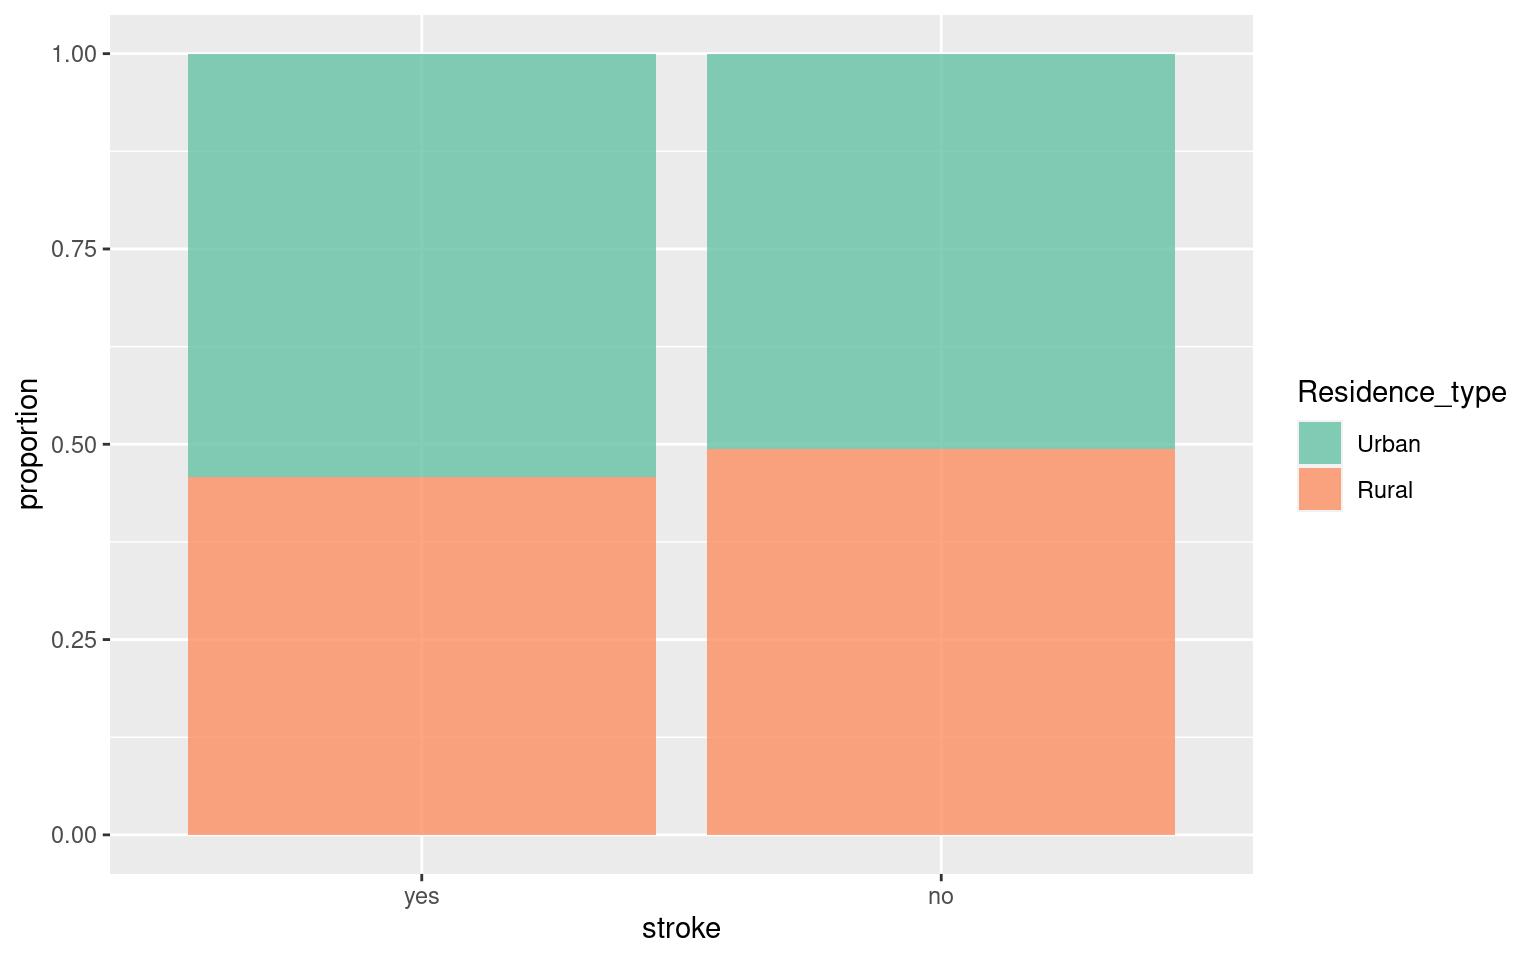 1.00
0.75
0.50
0.25
0.00
proportion
yes
no
stroke
Residence_type
Urban
Rural